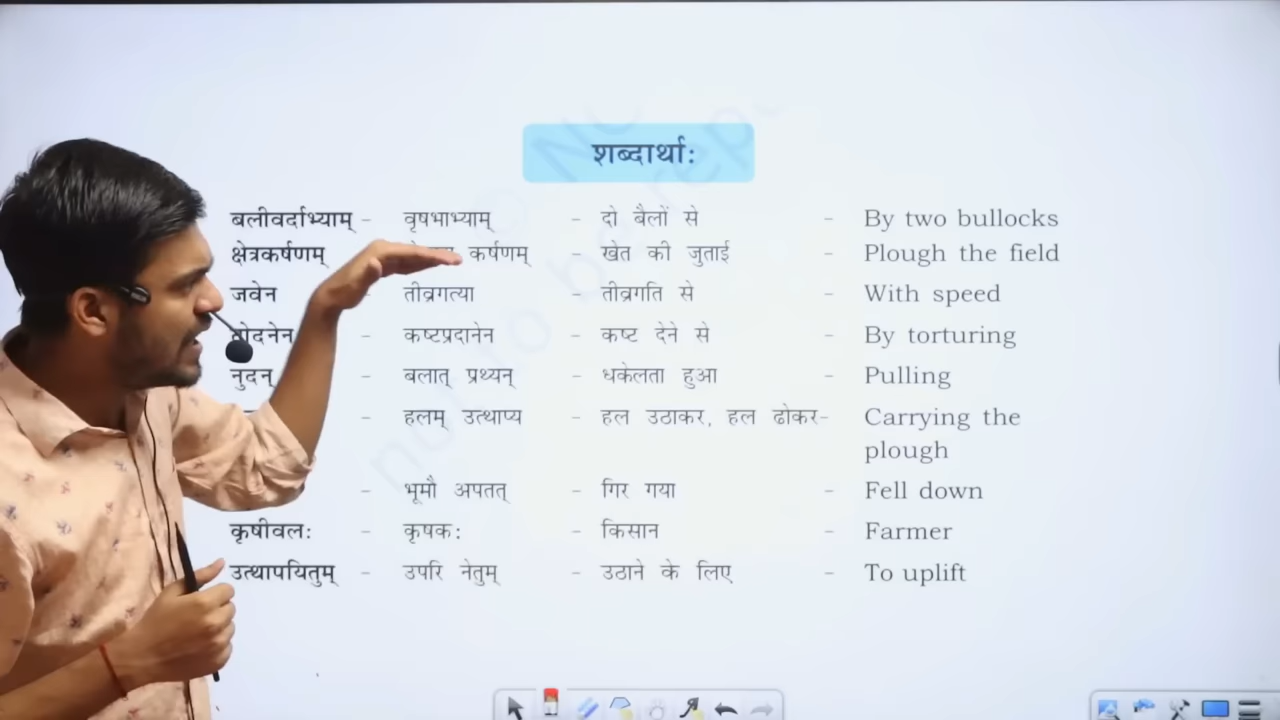 शब्दार्थाः
बलीवर्दाभ्याम् - वृषभाभ्याम् - दो बैलों से - By two bullocks
क्षेत्रकर्षणम् कर्षणम् - खेत की जुताई - Plough the field
जवेन - तीव्रगत्या - तीव्रगति से - With speed
तोदनेन - कष्टप्रदानेन - कष्ट देने से - By torturing
नुदन् - बलात् प्रथ्यन् - धकेलता हुआ - Pulling
- हलम् उत्थाप्य - हल उठाकर, हल ढोकर- Carrying the
plough
- भूमौ अपतत् - गिर गया - Fell down
कृषीवलः - कृषकः - किसान - Farmer
उत्थापयितुम् - उपरि नेतुम् - उठाने के लिए - To uplift